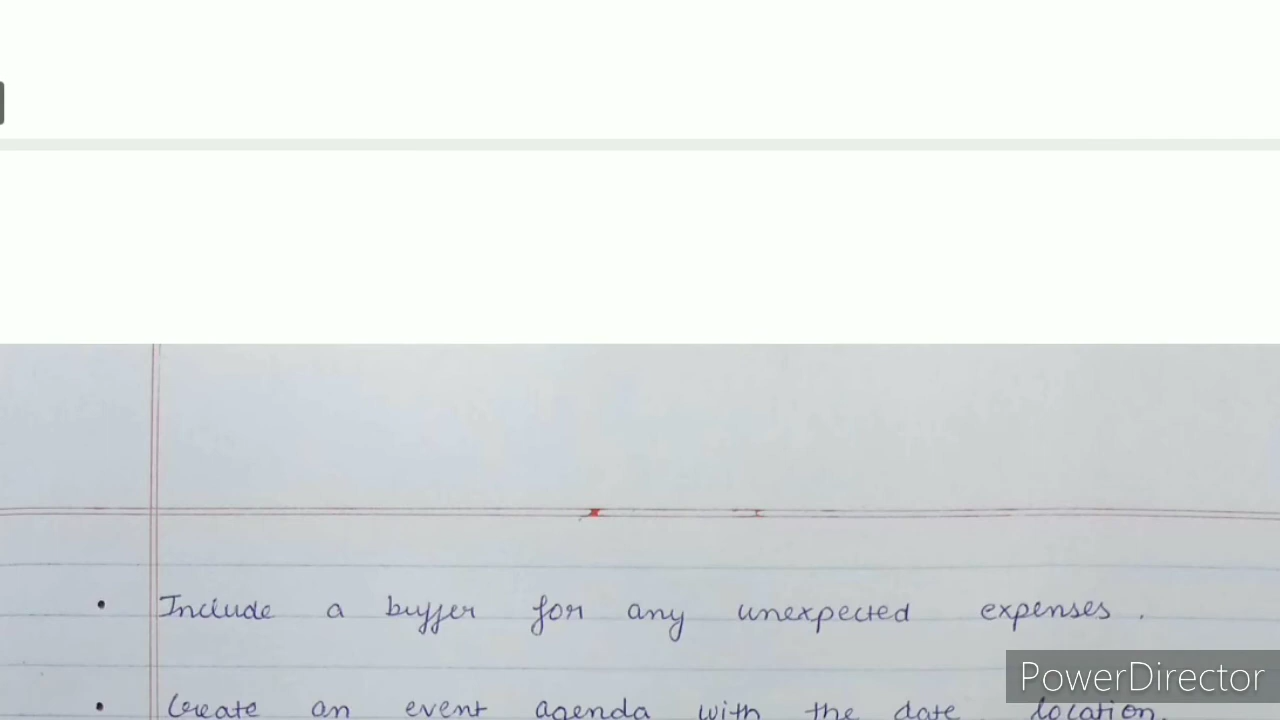 • Include a buffer for any unexpected expenses.
PowerDirector
• Create an event agenda with the date, location,